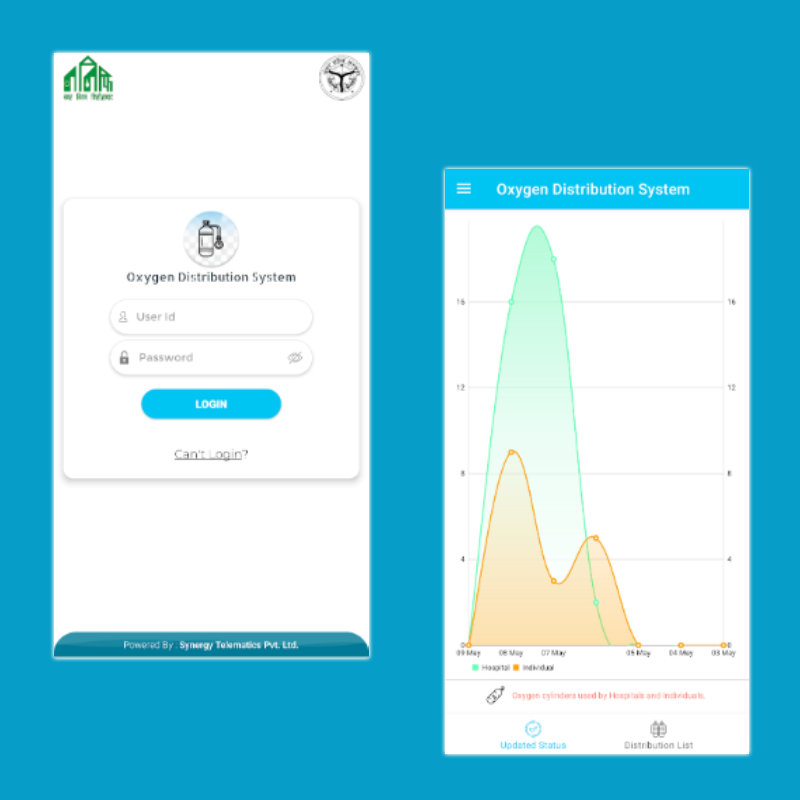 Oxygen Distribution System
User Id
Password
LOGIN
Can't Login?
Powered By : Synergy Telematics Pvt. Ltd.
Oxygen Distribution System
16 16
12 12
8 8
4 4
0 0
09 May 08 May 07 May 05 May 04 May 03 May
Hospital Individual
Oxygen cylinders used by Hospitals and Individuals.
Updated Status Distribution List